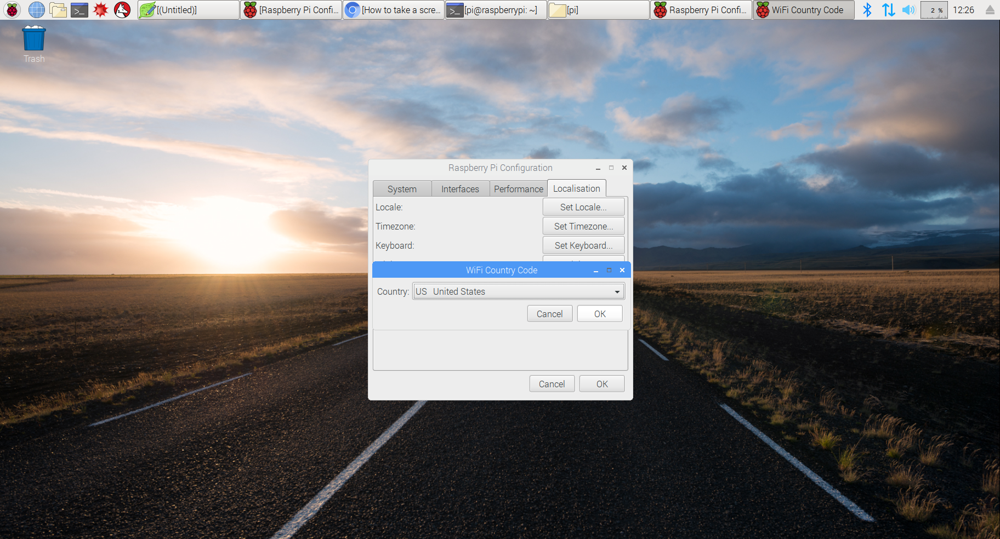 [(Untitled)]
[Raspberry Pi Confi...
[How to take a scre...
[pi@raspberrypi: ~]
[pi]
Raspberry Pi Confi...
WiFi Country Code
2 %
12:26
Trash
Raspberry Pi Configuration
System Interfaces Performance Localisation
Locale: Set Locale...
Timezone: Set Timezone...
Keyboard: Set Keyboard...
WiFi Country Code
Country: US United States
Cancel OK
Cancel OK